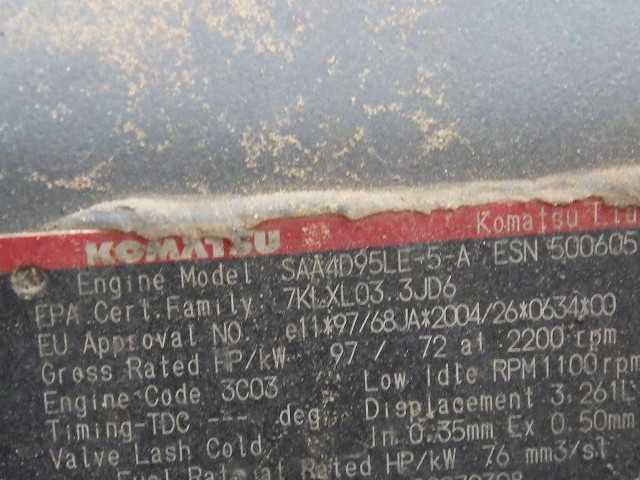 KOMATSU Komatsu
Engine Model SAA4D95LE-5-A ESN 500605
EPA Cert.Family 7KLXL03.3JD6
EU Approval NO. e11*97/68JA*2004/26*0634*00
Gross Rated HP/kW 97 / 72 at 2200 rpm
Engine Code 3C03 Low Idle RPM 1100 rpm
Timing-TDC --- deg. Displacement 3.261L
Valve Lash Cold In 0.35mm Ex 0.50mm
Fuel Rate at Rated HP/kW 76 mm3/st